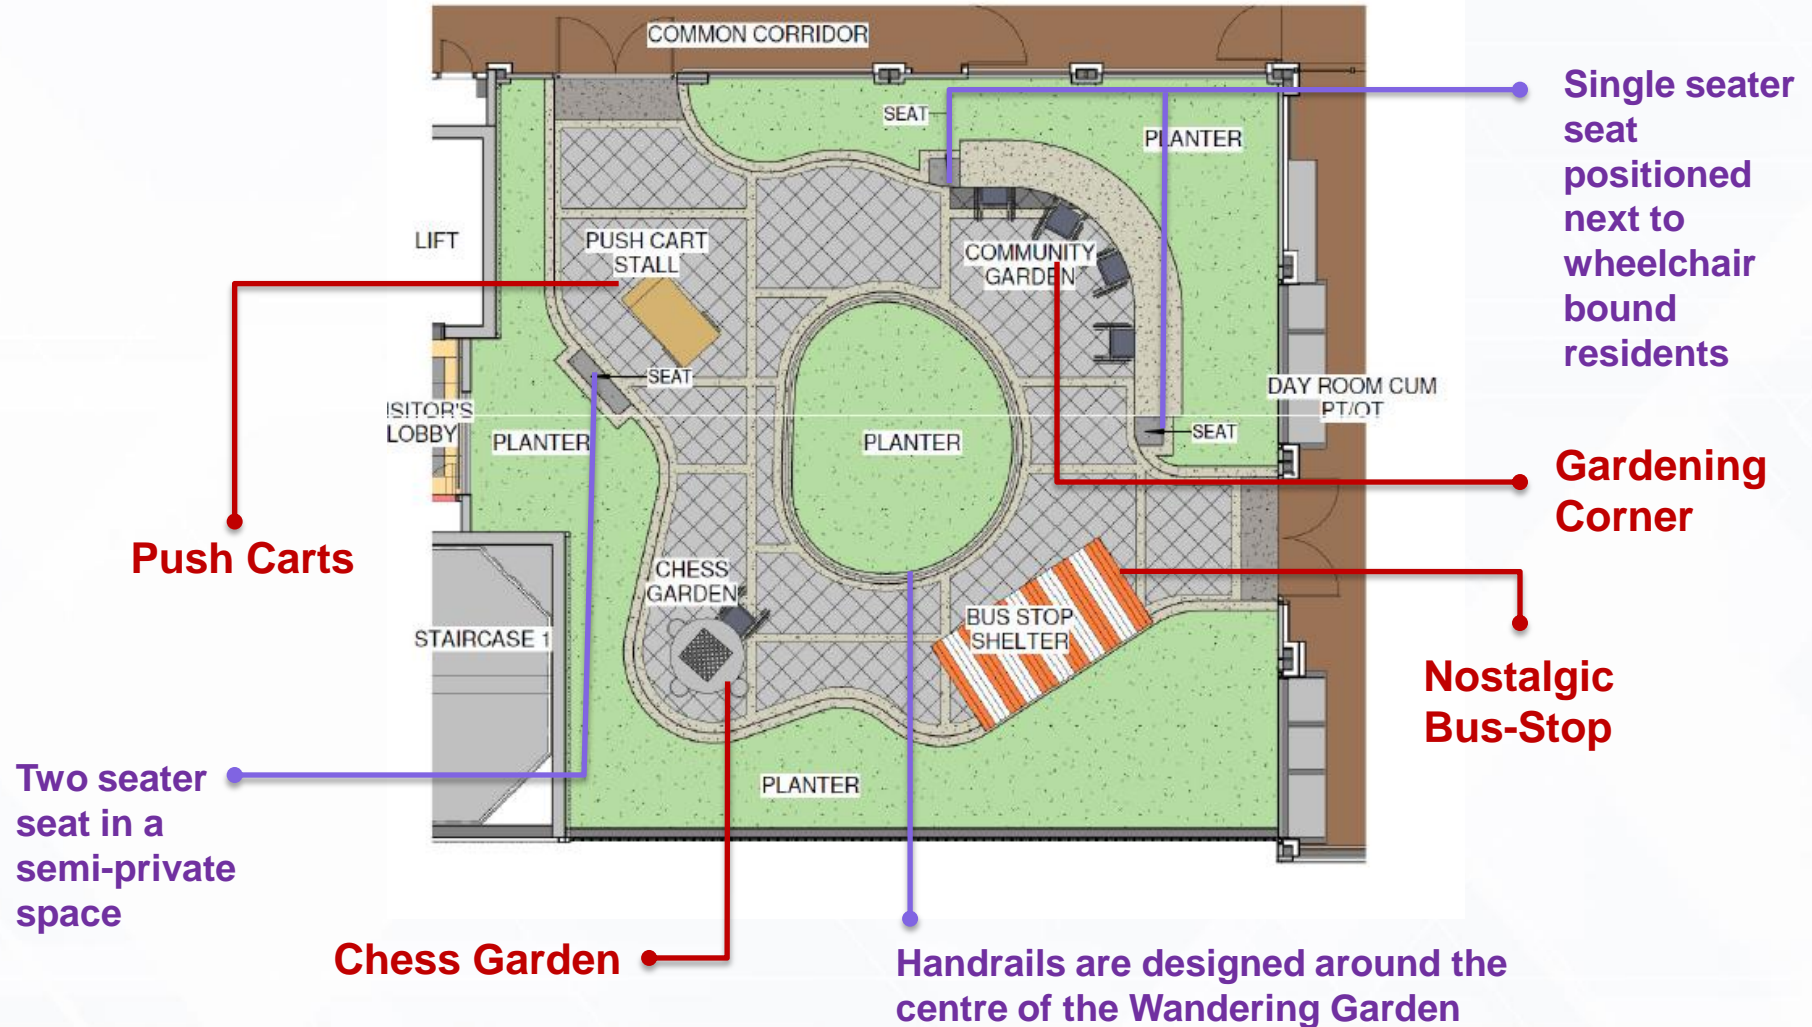 COMMON CORRIDOR
Single seater
seat
positioned
next to
wheelchair
bound
residents
SEAT
PLANTER
LIFT
PUSH CART
STALL
COMMUNITY
GARDEN
SEAT
DAY ROOM CUM
PT/OT
ISITOR'S
LOBBY
PLANTER
PLANTER
SEAT
Gardening
Corner
Push Carts
CHESS
GARDEN
STAIRCASE 1
BUS STOP
SHELTER
Nostalgic
Bus-Stop
Two seater
seat in a
semi-private
space
PLANTER
Chess Garden
Handrails are designed around the
centre of the Wandering Garden